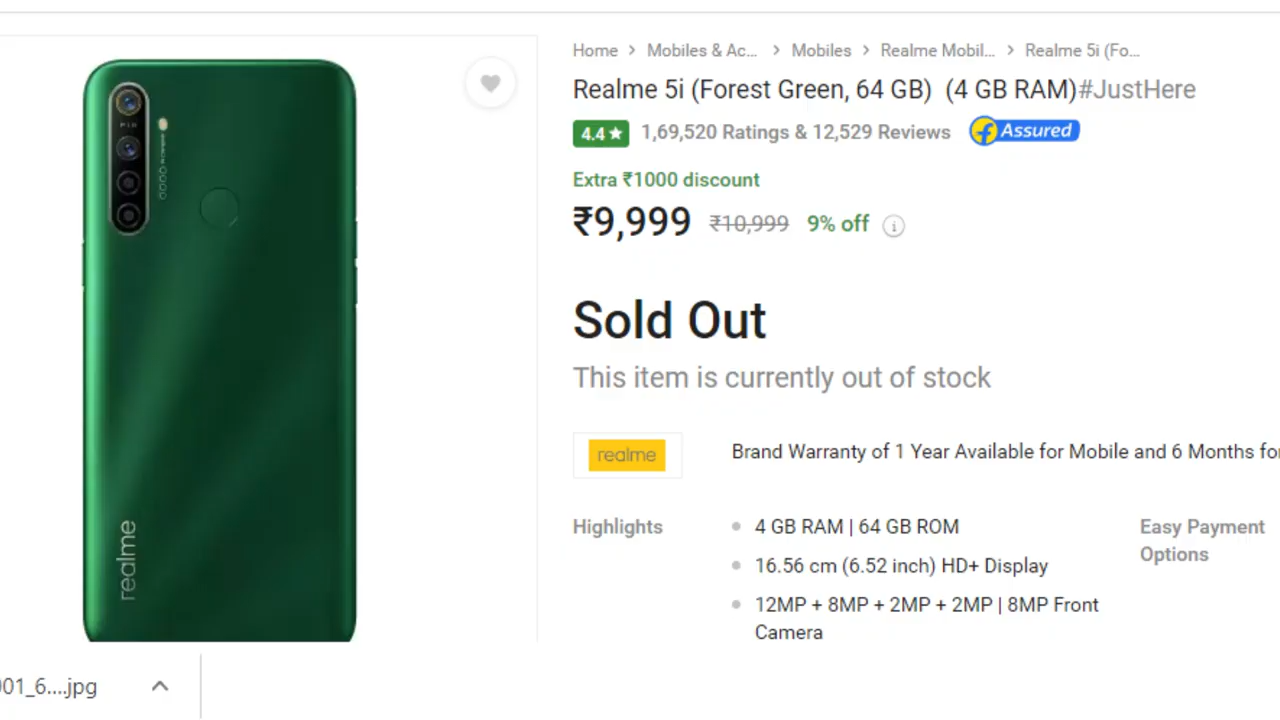 Home > Mobiles & Ac... > Mobiles > Realme Mobil... > Realme 5i (Fo...
Realme 5i (Forest Green, 64 GB) (4 GB RAM)#JustHere
4.4★ 1,69,520 Ratings & 12,529 Reviews Assured
Extra ₹1000 discount
₹9,999 ₹10,999 9% off
Sold Out
This item is currently out of stock
realme
Brand Warranty of 1 Year Available for Mobile and 6 Months fo
Highlights
4 GB RAM | 64 GB ROM
16.56 cm (6.52 inch) HD+ Display
12MP + 8MP + 2MP + 2MP | 8MP Front
Camera
Easy Payment
Options
realme
01_6....jpg